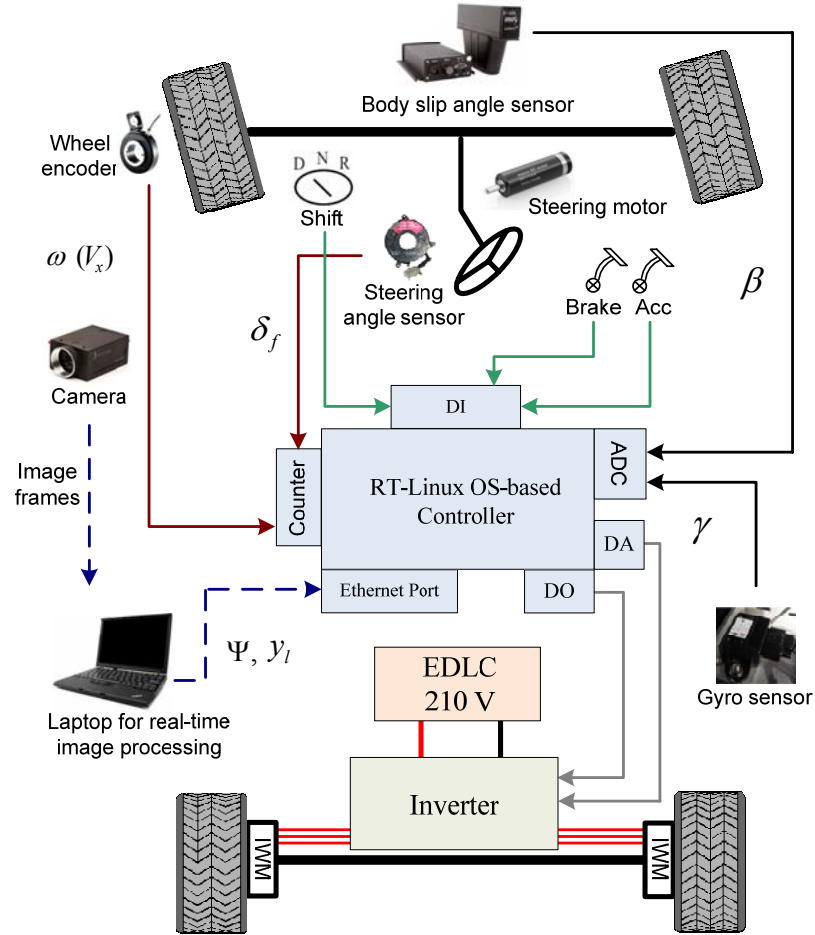 Body slip angle sensor
Wheel
encoder
D N R
Shift
Steering motor
ω (Vₓ)
Steering
angle sensor
Brake
Acc
β
δ_f
Camera
DI
Image
frames
Counter
RT-Linux OS-based
Controller
ADC
γ
DA
Ethernet Port
DO
Ψ, y_l
EDLC
210 V
Gyro sensor
Laptop for real-time
image processing
Inverter
IWM
IWM